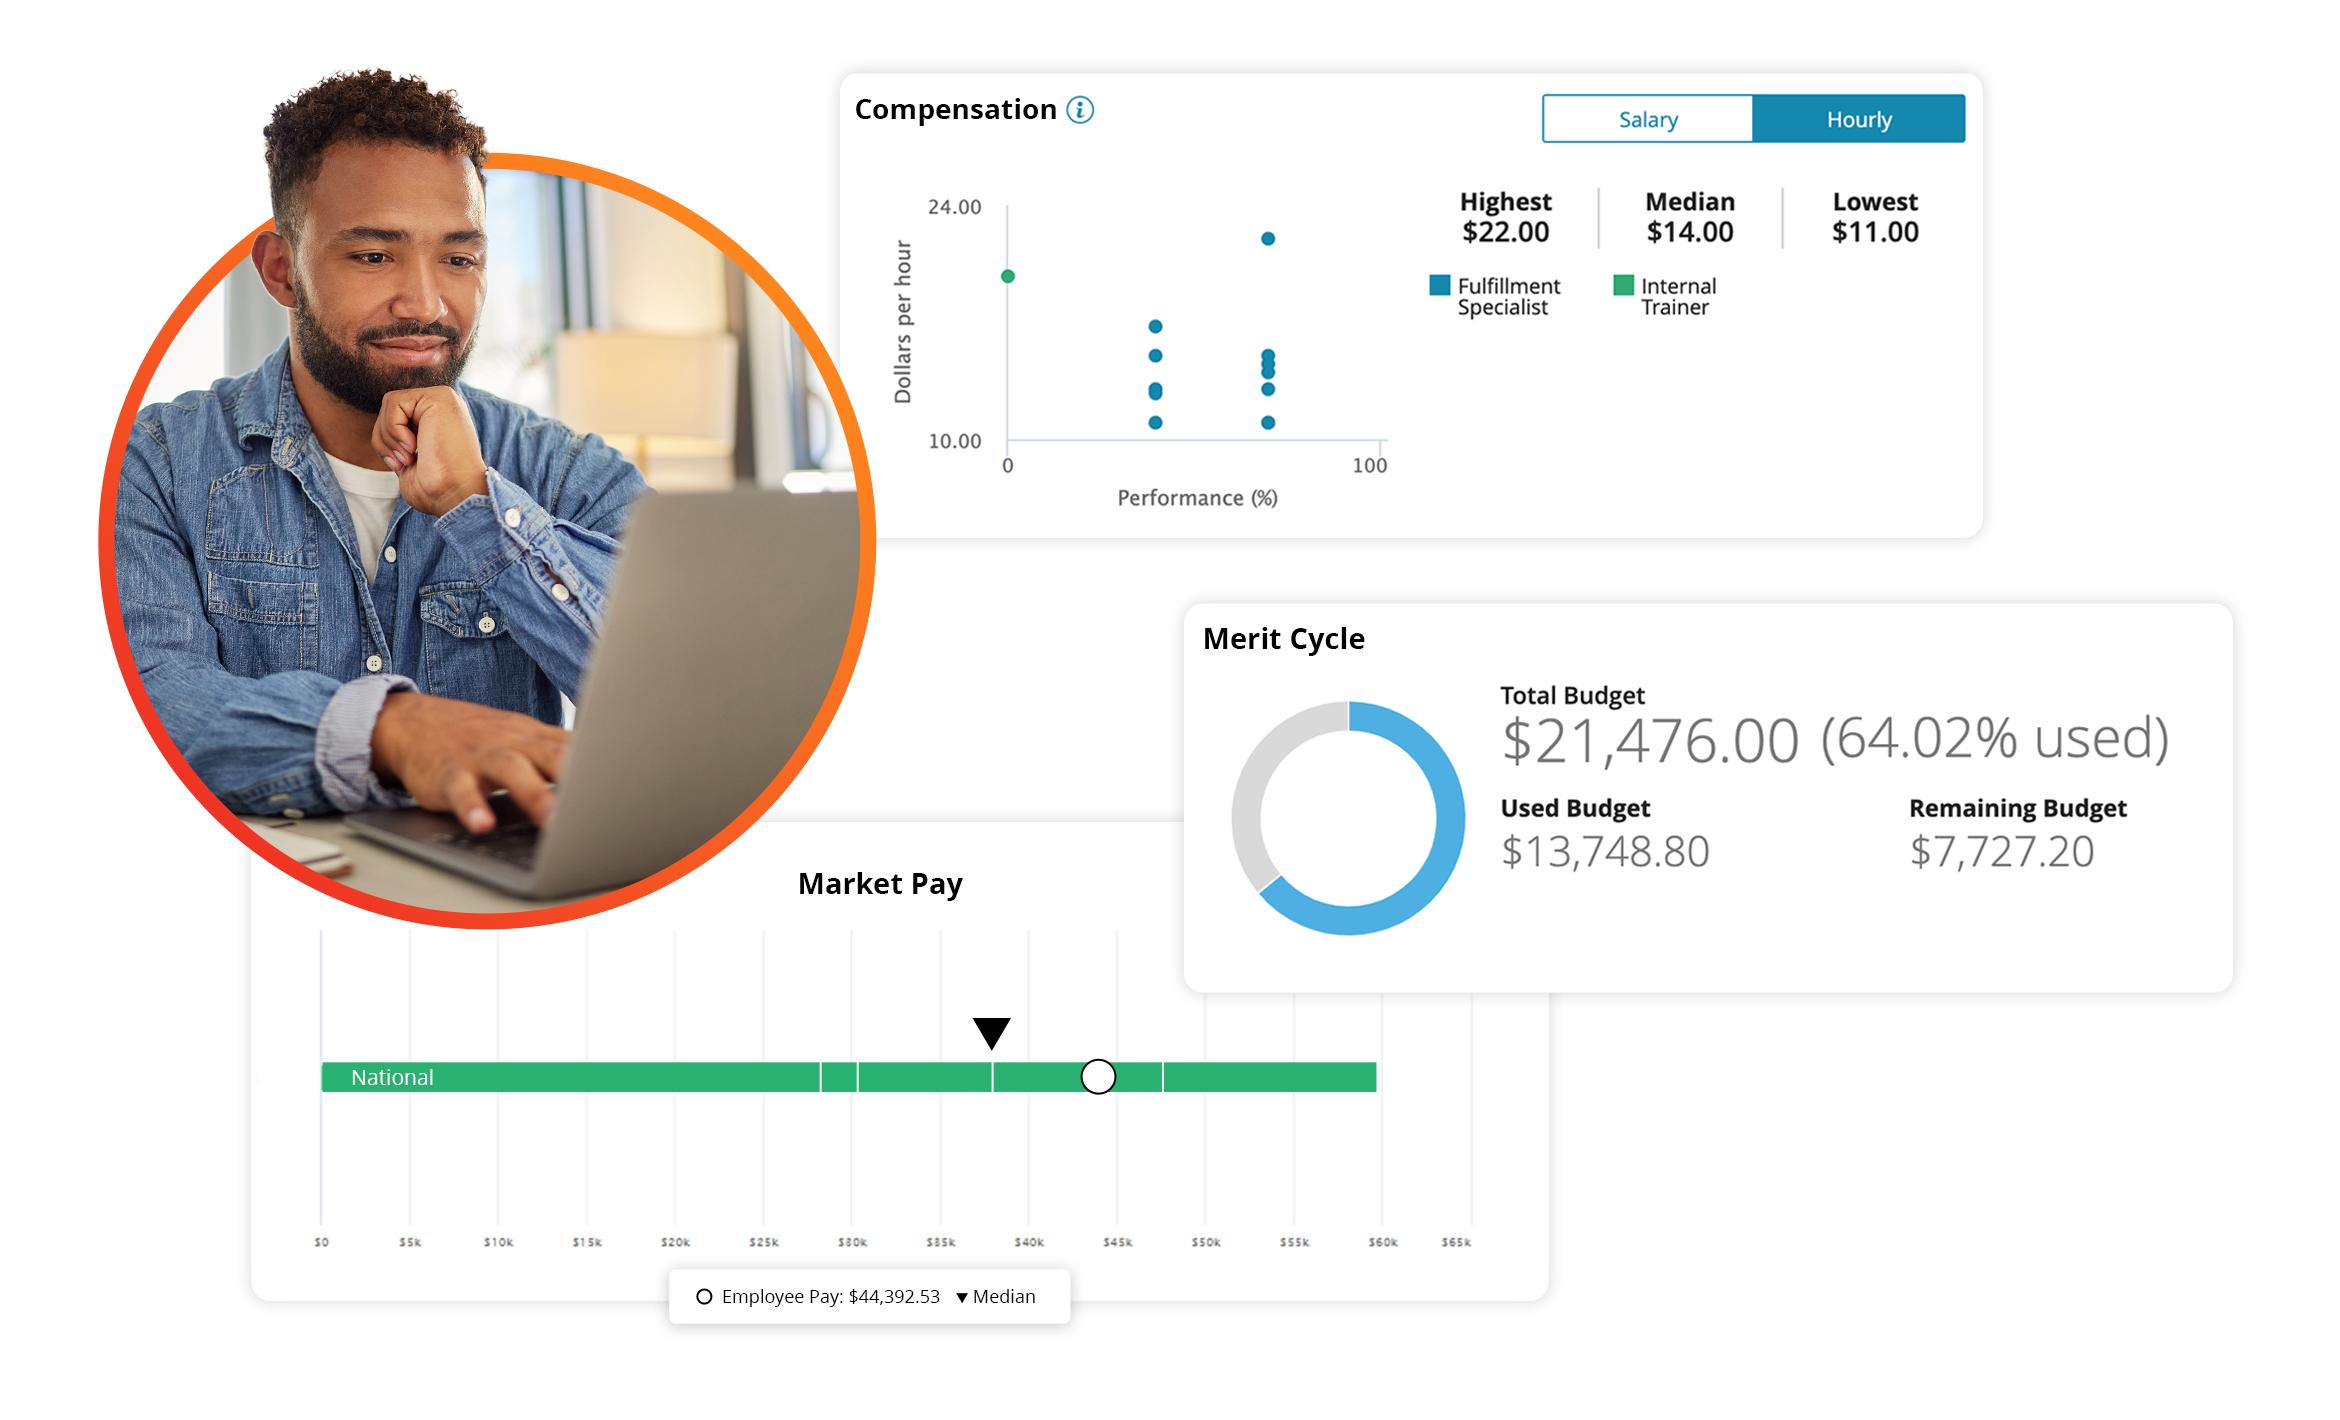 Compensation
Salary
Hourly
24.00
10.00
Dollars per hour
0
100
Performance (%)
Highest
$22.00
Median
$14.00
Lowest
$11.00
Fulfillment
Specialist
Internal
Trainer
Merit Cycle
Total Budget
$21,476.00 (64.02% used)
Used Budget
$13,748.80
Remaining Budget
$7,727.20
Market Pay
National
$0
$5k
$10k
$15k
$20k
$25k
$30k
$35k
$40k
$45k
$50k
$55k
$60k
$65k
Employee Pay: $44,392.53
Median